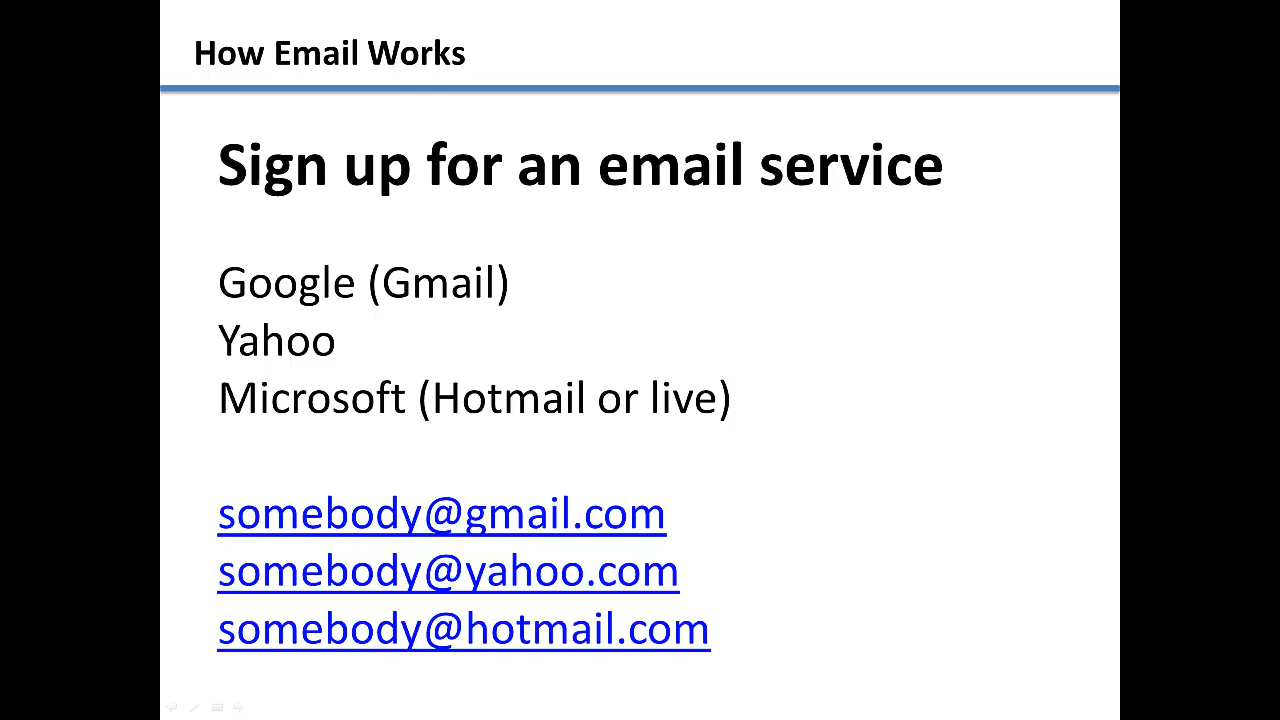 How Email Works
Sign up for an email service
Google (Gmail)
Yahoo
Microsoft (Hotmail or live)
somebody@gmail.com
somebody@yahoo.com
somebody@hotmail.com